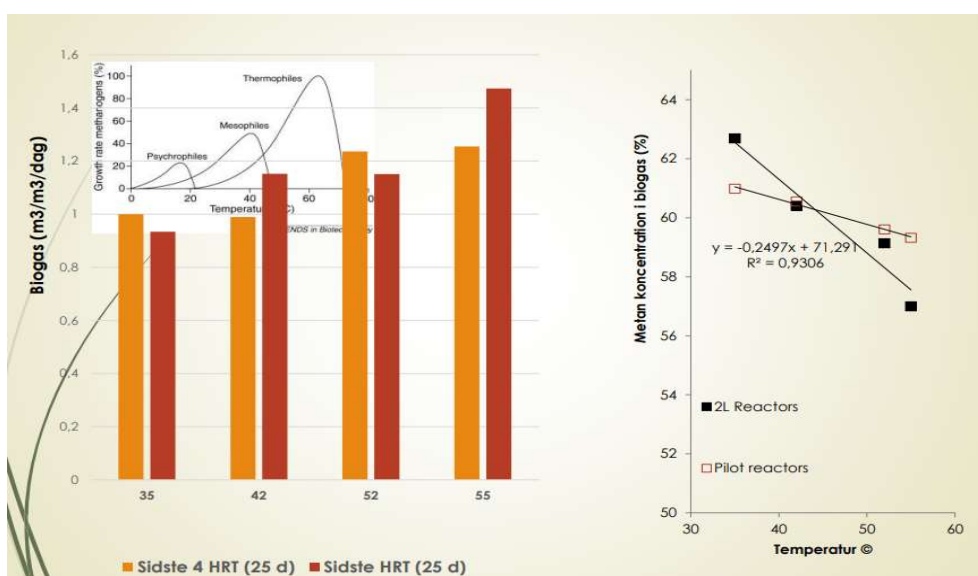 1,6
1,4
1,2
1
0,8
0,6
0,4
0,2
0
Biogas (m3/m3/dag)
35
42
52
55
Sidste 4 HRT (25 d)
Sidste HRT (25 d)
Growth rate methanogens (%)
100
80
60
40
20
0
Thermophiles
Mesophiles
Psychrophiles
0
20
40
60
80
Metan koncentration i biogas (%)
64
62
60
58
56
54
52
50
y = -0,2497x + 71,291
R² = 0,9306
2L Reactors
Pilot reactors
30
40
50
60
Temperatur ©